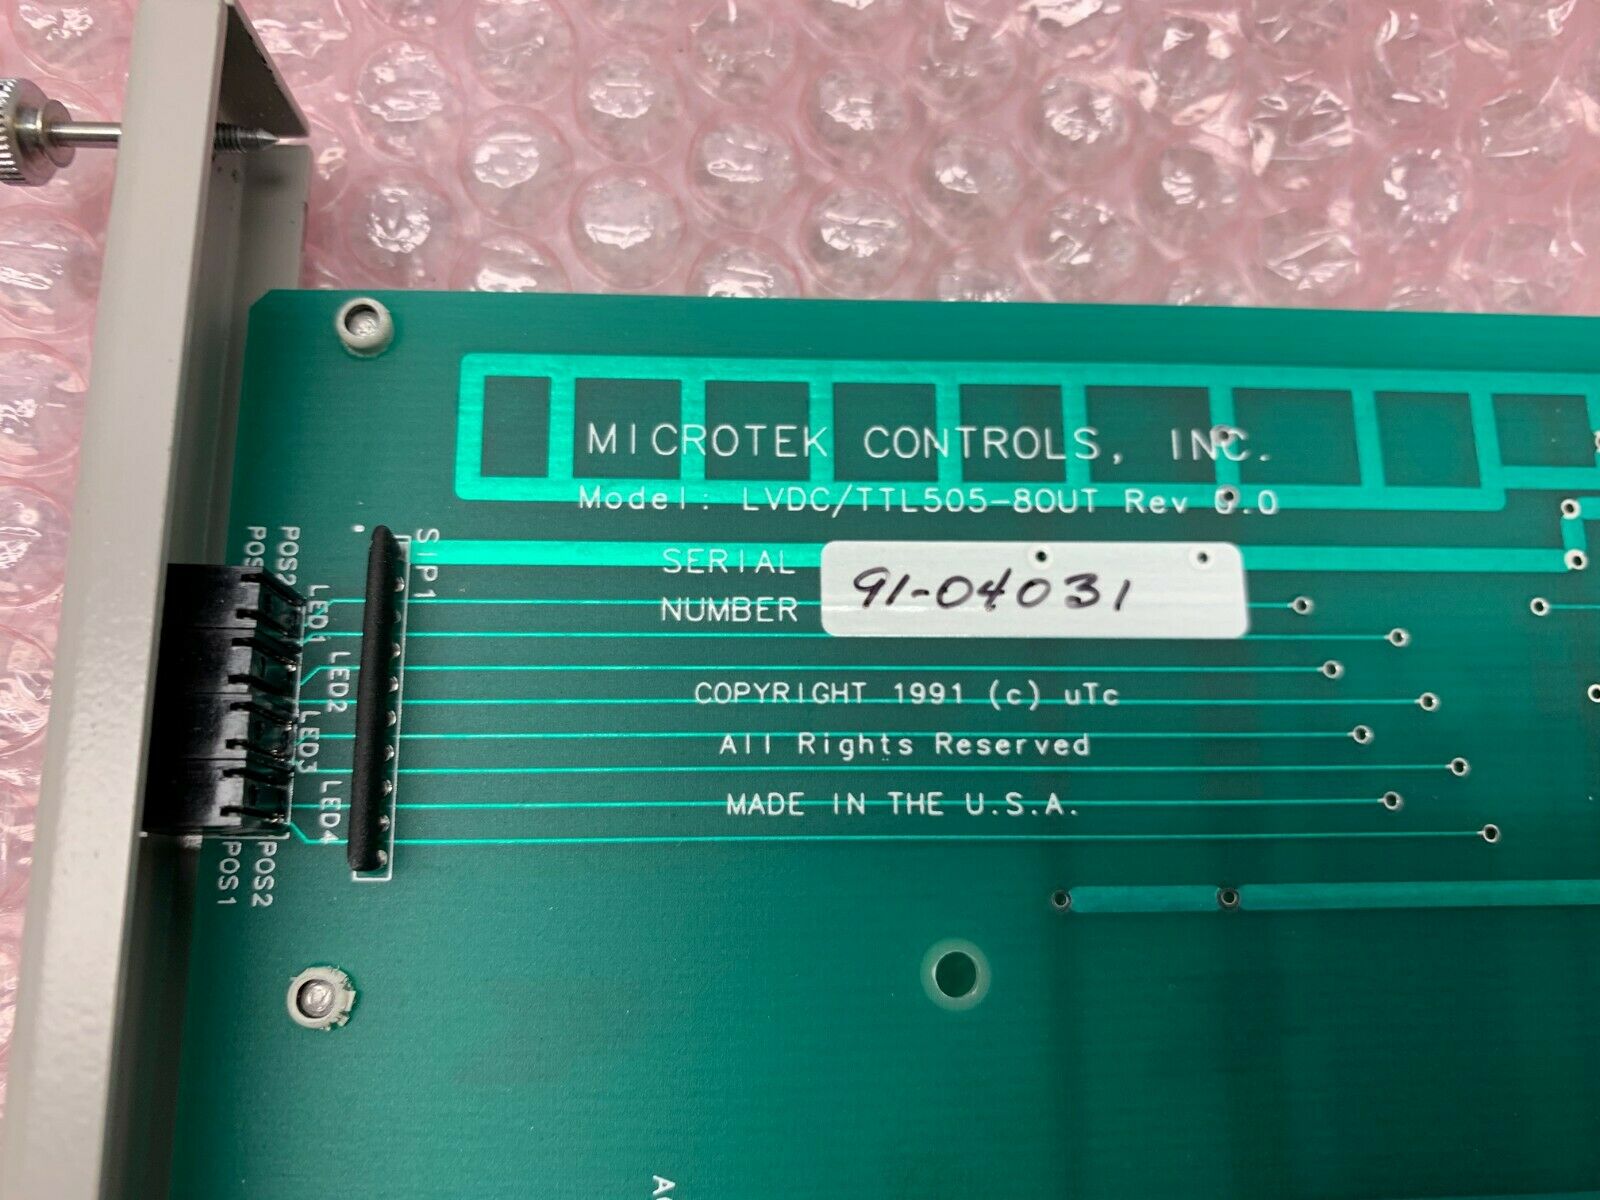 MICROTEK CONTROLS, INC.
Model: LVDC/TTL505-8OUT Rev 0.0
SERIAL
NUMBER
91-04031
COPYRIGHT 1991 (c) uTc
All Rights Reserved
MADE IN THE U.S.A.
SIP1
POS2
LED1
LED2
LED3
LED4
POS2
POS1